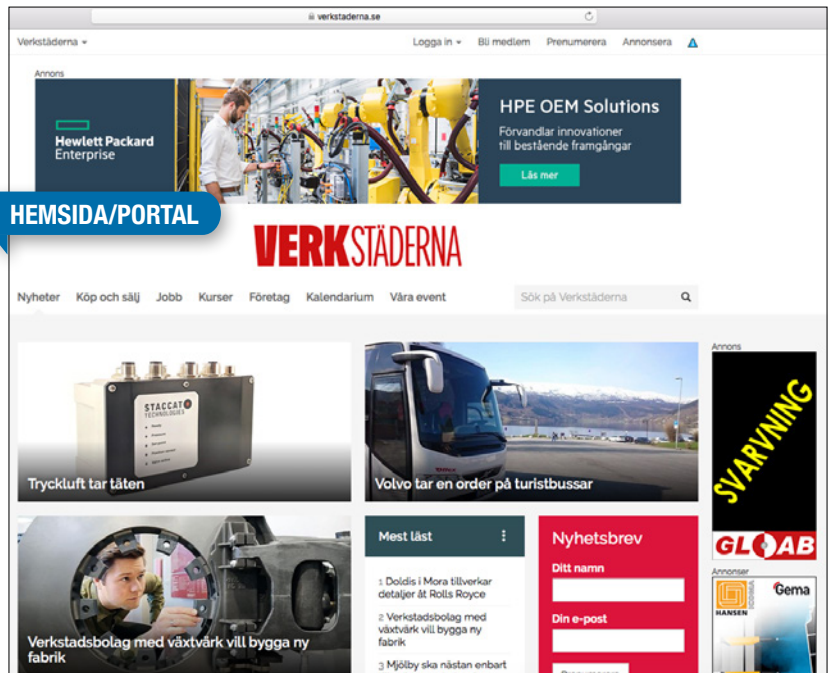 verkstaderna.se
Verkstäderna
Logga in
Bli medlem
Prenumerera
Annonsera
Annons
Hewlett Packard
Enterprise
HPE OEM Solutions
Förvandlar innovationer
till bestående framgångar
Läs mer
HEMSIDA/PORTAL
VERKSTÄDERNA
Nyheter
Köp och sälj
Jobb
Kurser
Företag
Kalendarium
Våra event
Sök på Verkstäderna
STACCATO
TECHNOLOGIES
Tryckluft tar täten
Volvo tar en order på turistbussar
Annons
SVARVNING
GLOAB
Verkstadsbolag med växtvärk vill bygga ny
fabrik
Mest läst
1 Doldis i Mora tillverkar
detaljer åt Rolls Royce
2 Verkstadsbolag med
växtvärk vill bygga ny
fabrik
3 Mjölby ska nästan enbart
Nyhetsbrev
Ditt namn
Din e-post
Annonser
HANSEN
Gema